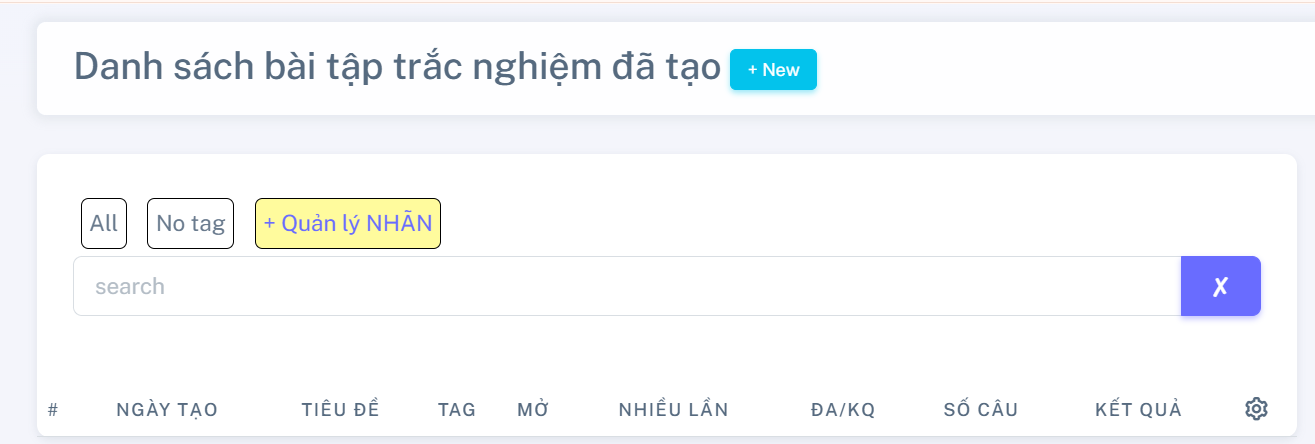 Danh sách bài tập trắc nghiệm đã tạo + New
All No tag + Quản lý NHÃN
search ✗
# NGÀY TẠO TIÊU ĐỀ TAG MỞ NHIỀU LẦN ĐA/KQ SỐ CÂU KẾT QUẢ